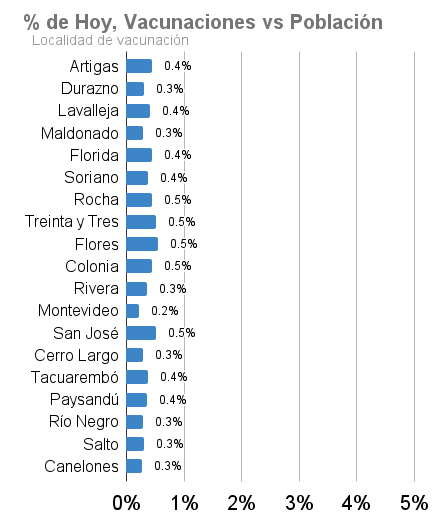 % de Hoy, Vacunaciones vs Población
Localidad de vacunación
Artigas 0.4%
Durazno 0.3%
Lavalleja 0.4%
Maldonado 0.3%
Florida 0.4%
Soriano 0.4%
Rocha 0.5%
Treinta y Tres 0.5%
Flores 0.5%
Colonia 0.5%
Rivera 0.3%
Montevideo 0.2%
San José 0.5%
Cerro Largo 0.3%
Tacuarembó 0.4%
Paysandú 0.4%
Río Negro 0.3%
Salto 0.3%
Canelones 0.3%
0% 1% 2% 3% 4% 5%